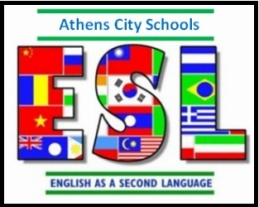 Athens City Schools
ESL
ENGLISH AS A SECOND LANGUAGE